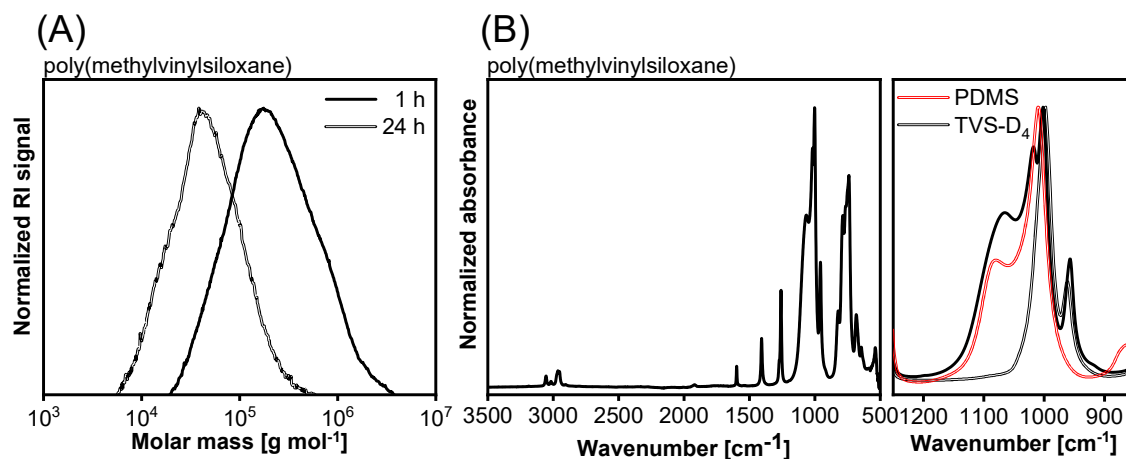 (A)
poly(methylvinylsiloxane)
1 h
24 h
Normalized RI signal
10³ 10⁴ 10⁵ 10⁶ 10⁷
Molar mass [g mol⁻¹]
(B)
poly(methylvinylsiloxane)
Normalized absorbance
3500 3000 2500 2000 1500 1000 500
Wavenumber [cm⁻¹]
PDMS
TVS-D₄
1200 1100 1000 900
Wavenumber [cm⁻¹]